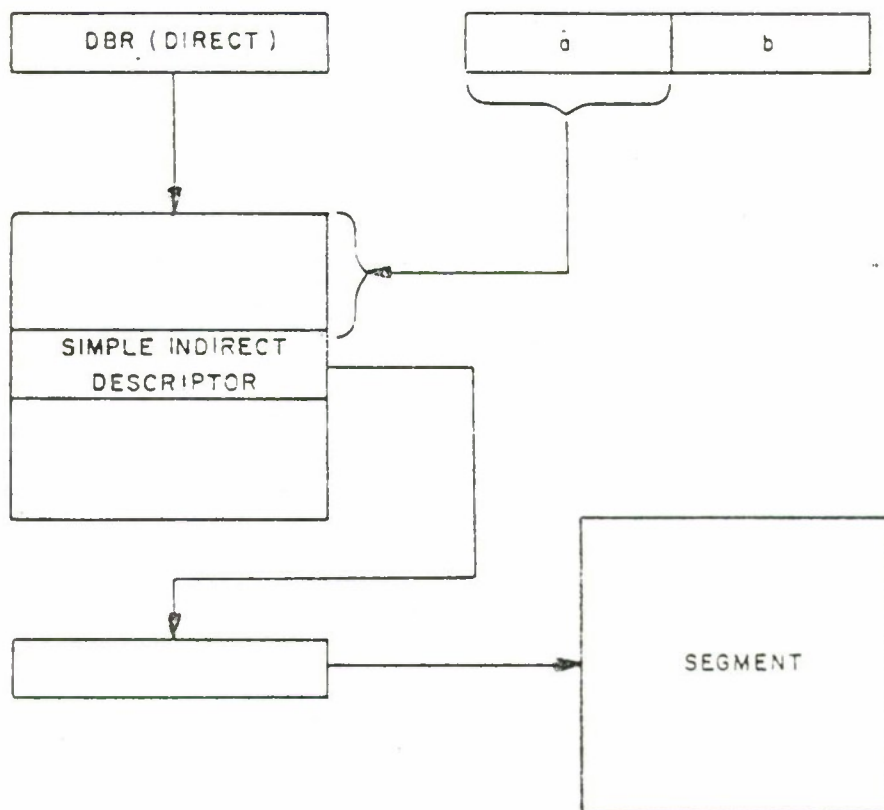 DBR (DIRECT)
a
b
SIMPLE INDIRECT
DESCRIPTOR
SEGMENT